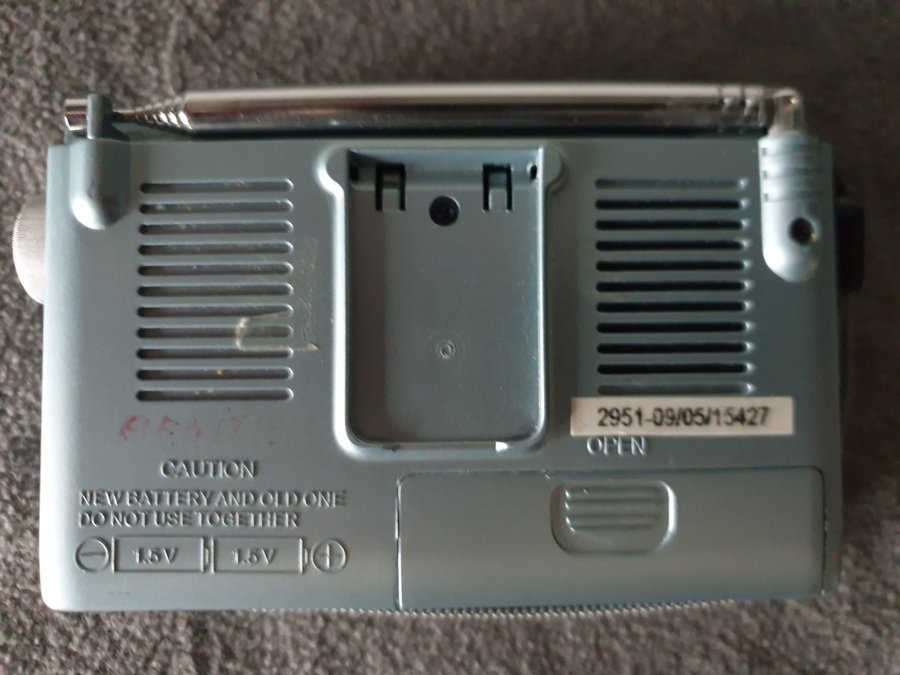 2951-09/05/15427
OPEN
CAUTION
NEW BATTERY AND OLD ONE
DO NOT USE TOGETHER
1.5V 1.5V